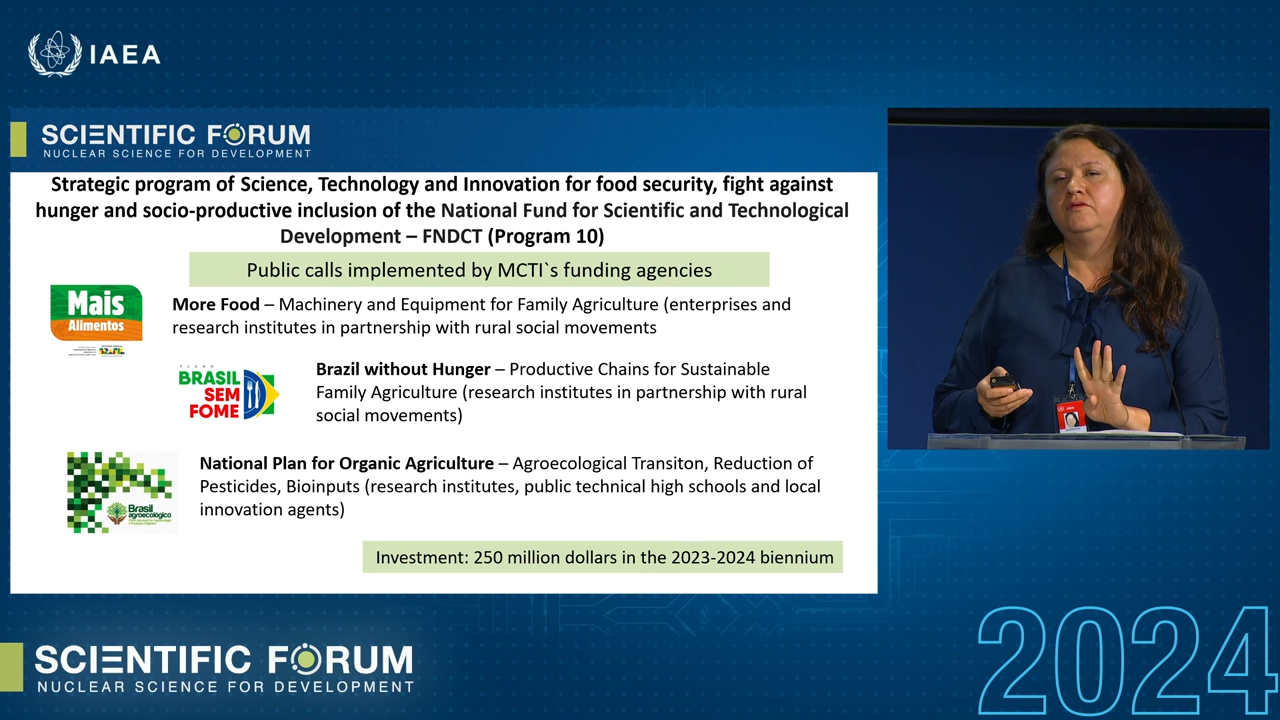 IAEA
SCIENTIFIC FORUM
NUCLEAR SCIENCE FOR DEVELOPMENT
Strategic program of Science, Technology and Innovation for food security, fight against
hunger and socio-productive inclusion of the National Fund for Scientific and Technological
Development – FNDCT (Program 10)
Public calls implemented by MCTI`s funding agencies
Mais
Alimentos
More Food – Machinery and Equipment for Family Agriculture (enterprises and
research institutes in partnership with rural social movements
PLANO
BRASIL
SEM
FOME
Brazil without Hunger – Productive Chains for Sustainable
Family Agriculture (research institutes in partnership with rural
social movements)
Brasil
agroecológico
National Plan for Organic Agriculture – Agroecological Transiton, Reduction of
Pesticides, Bioinputs (research institutes, public technical high schools and local
innovation agents)
Investment: 250 million dollars in the 2023-2024 biennium
IAEA
SCIENTIFIC FORUM
NUCLEAR SCIENCE FOR DEVELOPMENT
2024